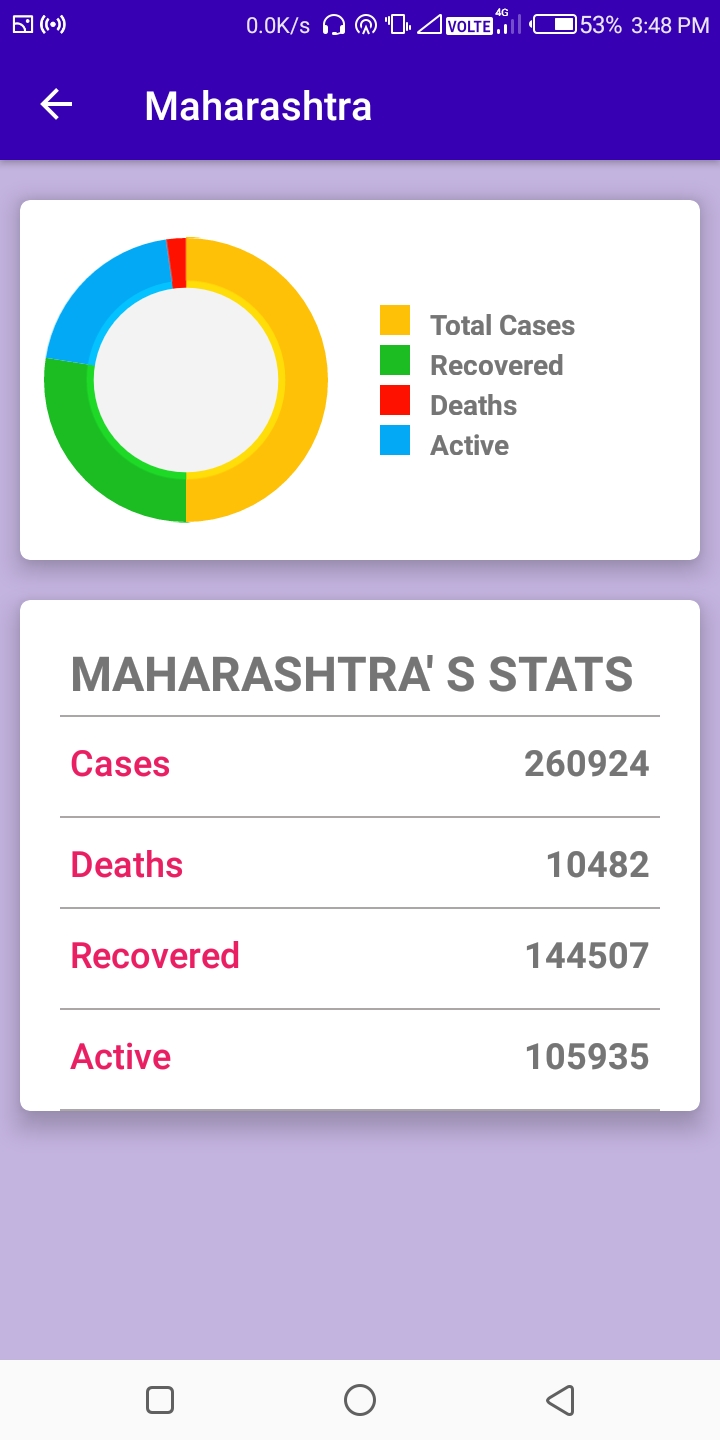 0.0K/s VOLTE 4G 53% 3:48 PM
Maharashtra
Total Cases
Recovered
Deaths
Active
MAHARASHTRA' S STATS
Cases 260924
Deaths 10482
Recovered 144507
Active 105935